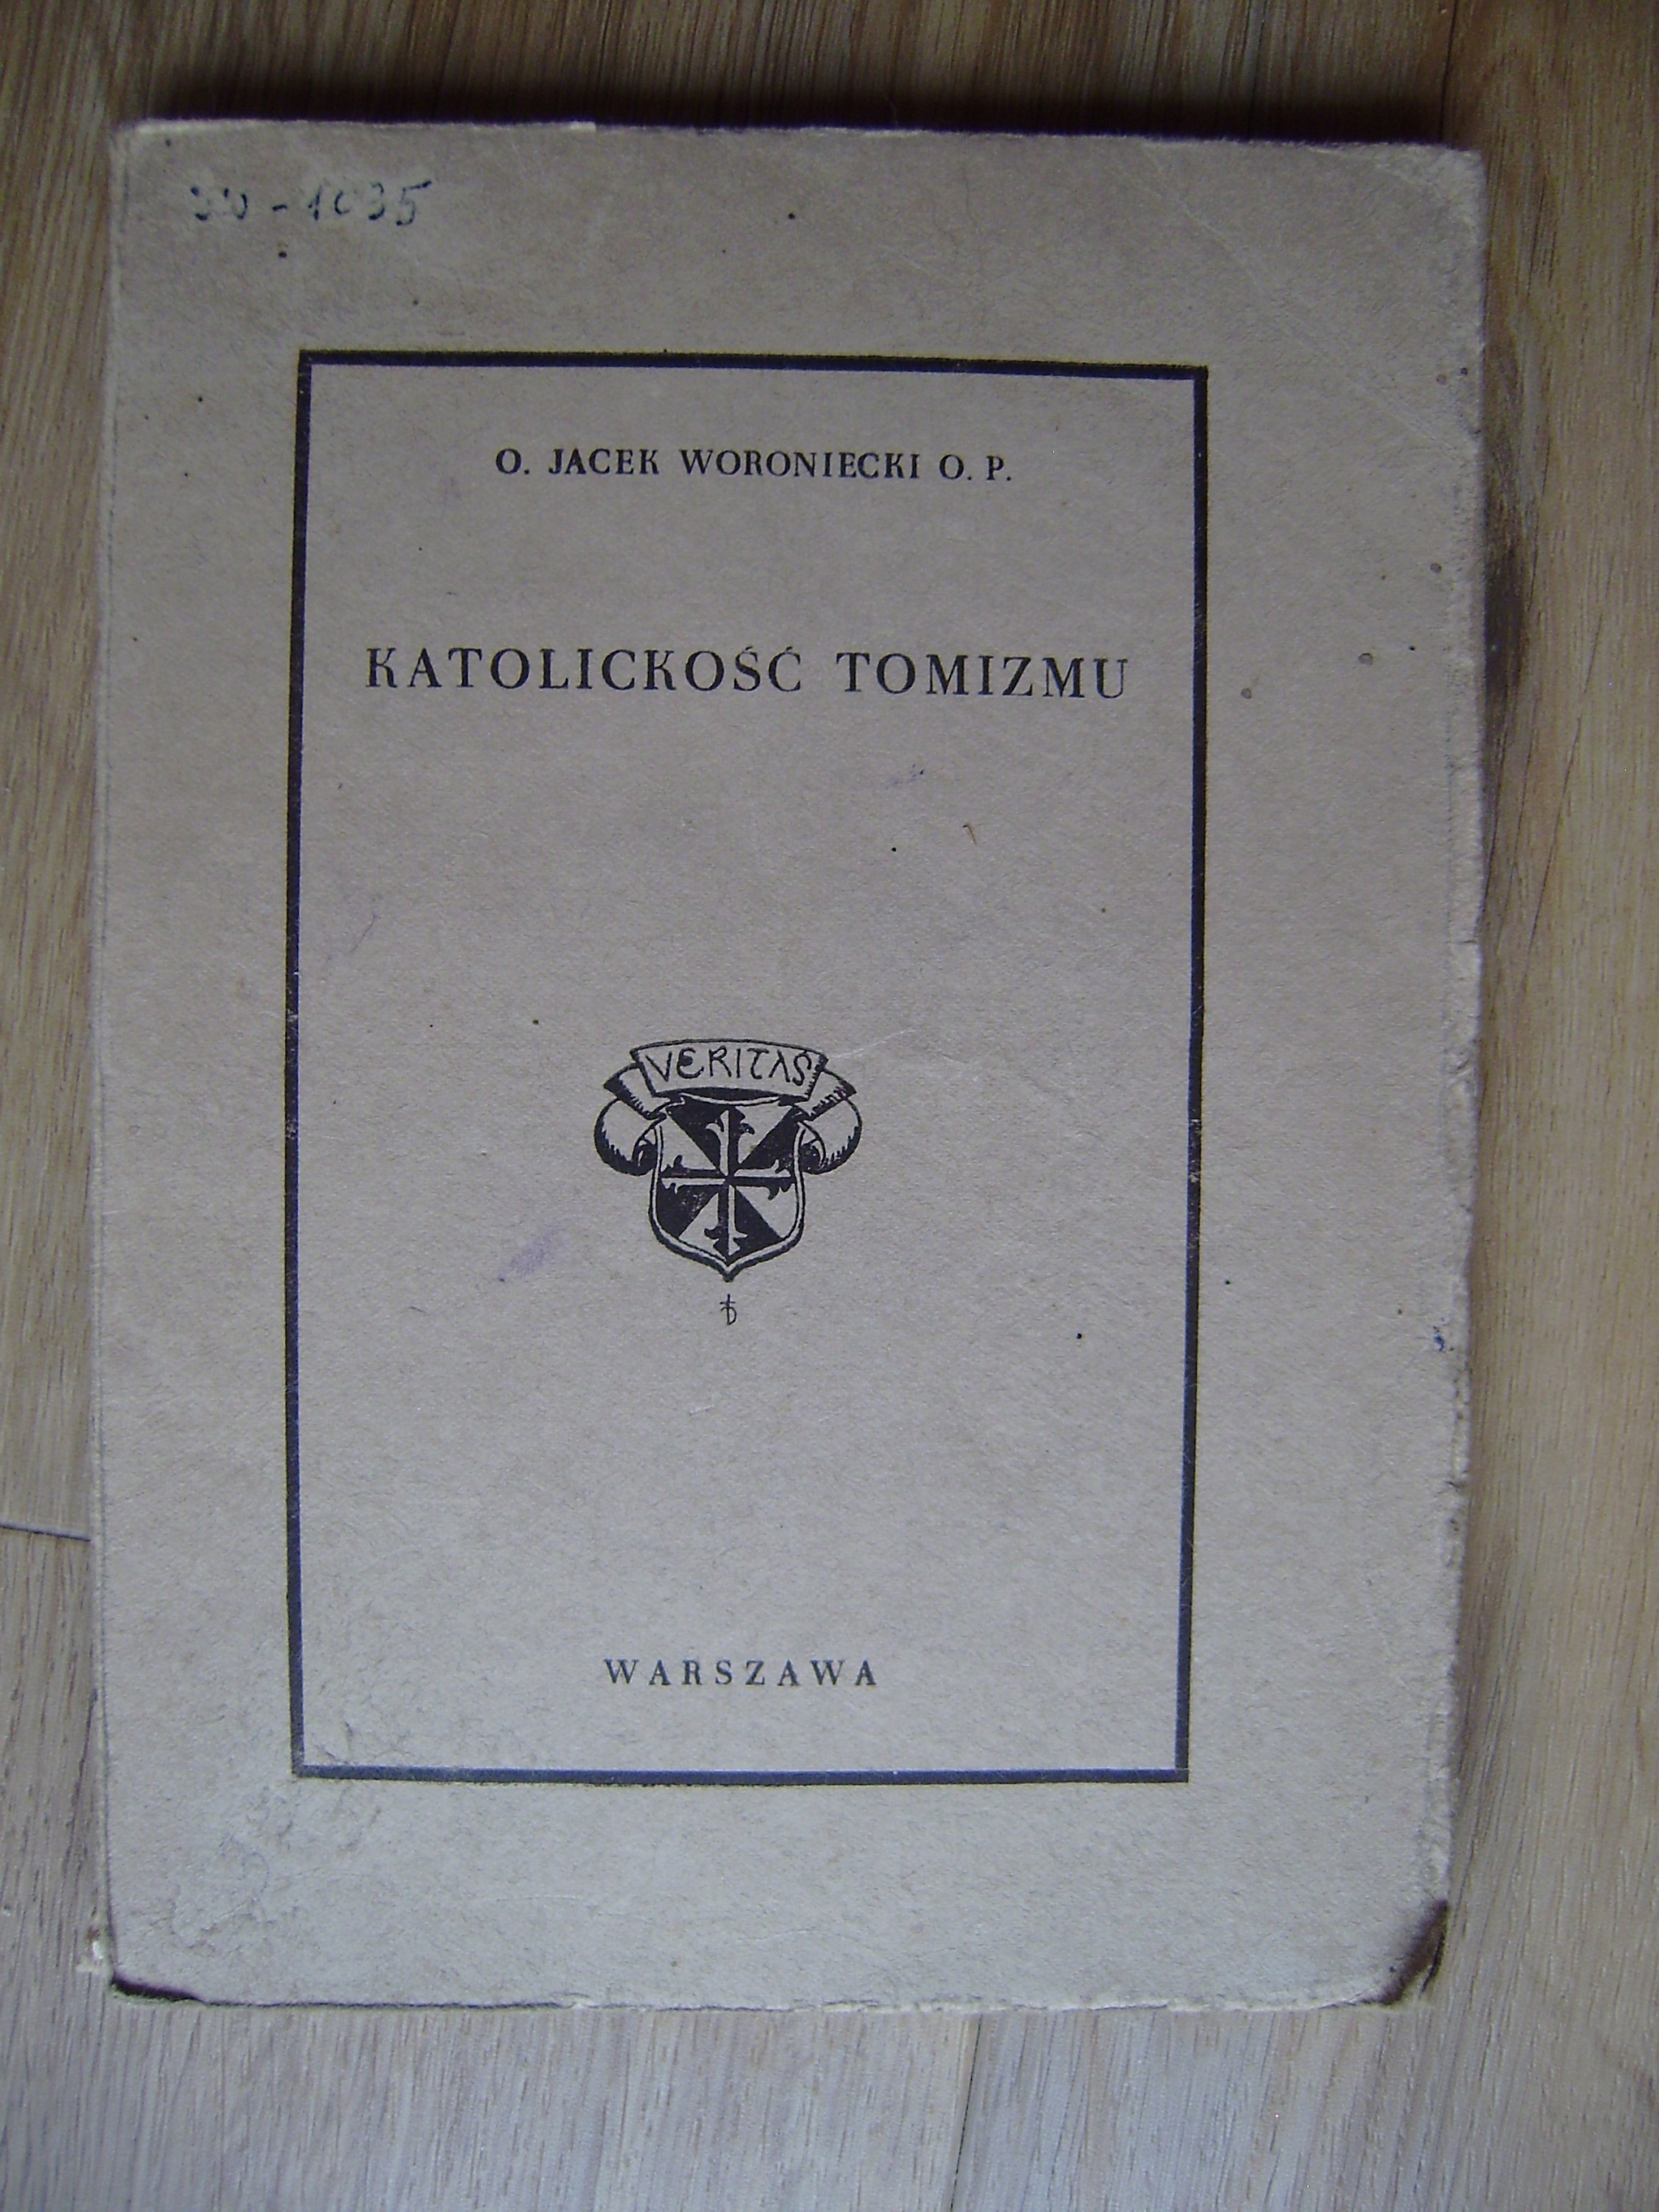 O. JACEK WORONIECKI O. P.
KATOLICKOŚĆ TOMIZMU
VERITAS
WARSZAWA